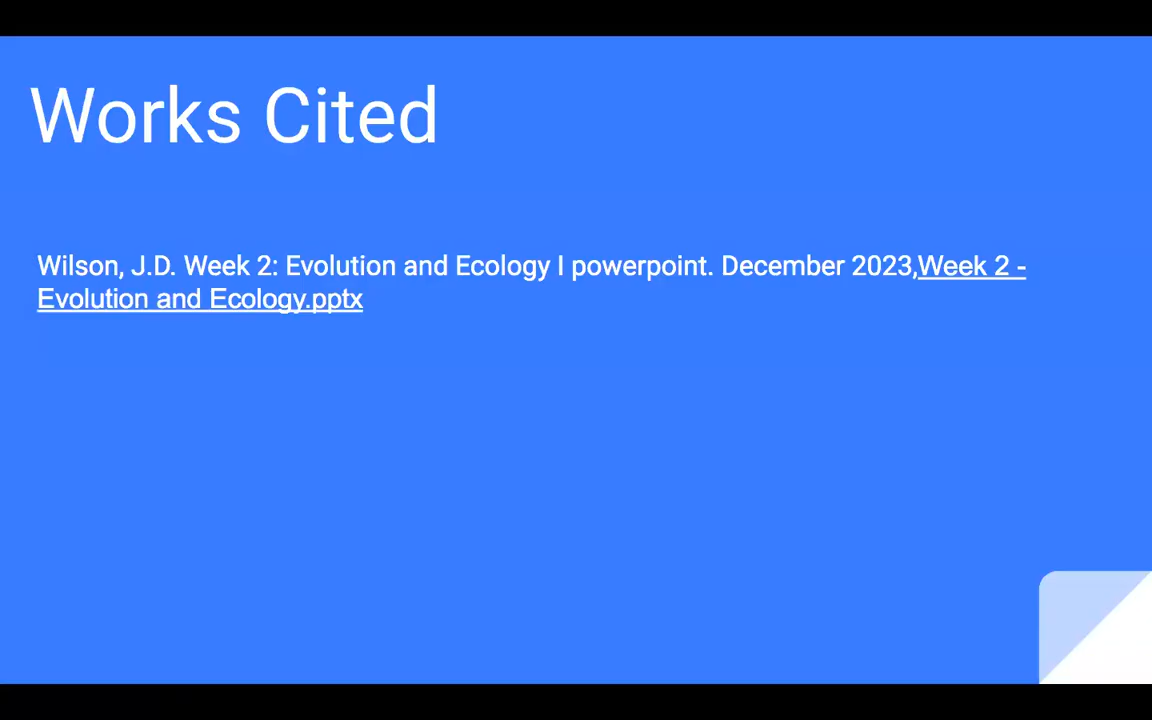 Works Cited
Wilson, J.D. Week 2: Evolution and Ecology I powerpoint. December 2023,Week 2 -
Evolution and Ecology.pptx